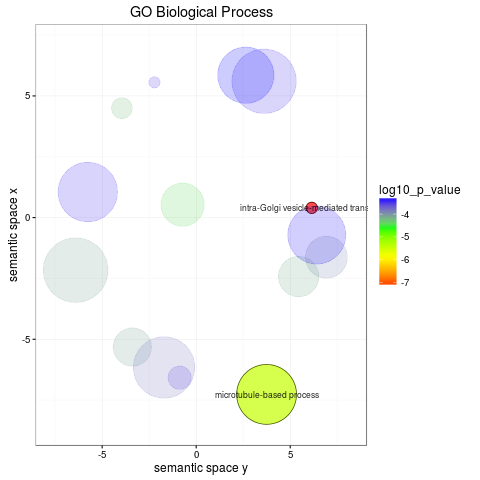 GO Biological Process
log10_p_value
-4
-5
-6
-7
5
0
-5
semantic space x
intra-Golgi vesicle-mediated trans
microtubule-based process
-5
0
5
semantic space y